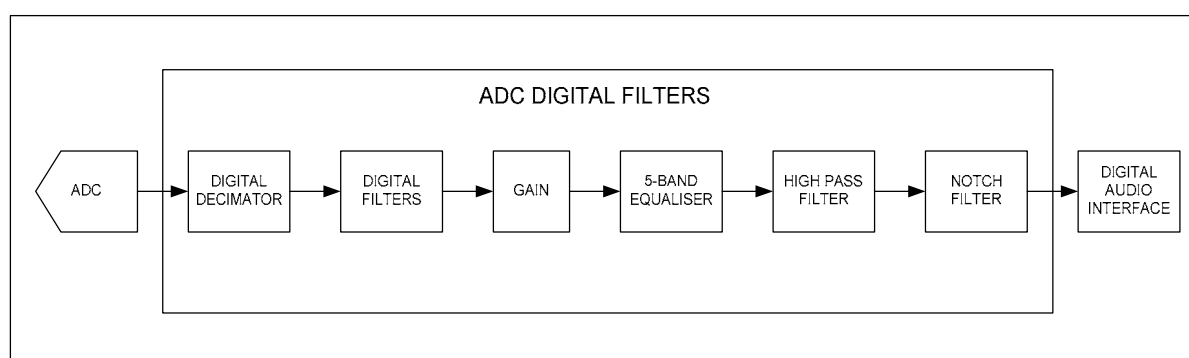 ADC DIGITAL FILTERS
ADC
DIGITAL
DECIMATOR
DIGITAL
FILTERS
GAIN
5-BAND
EQUALISER
HIGH PASS
FILTER
NOTCH
FILTER
DIGITAL
AUDIO
INTERFACE